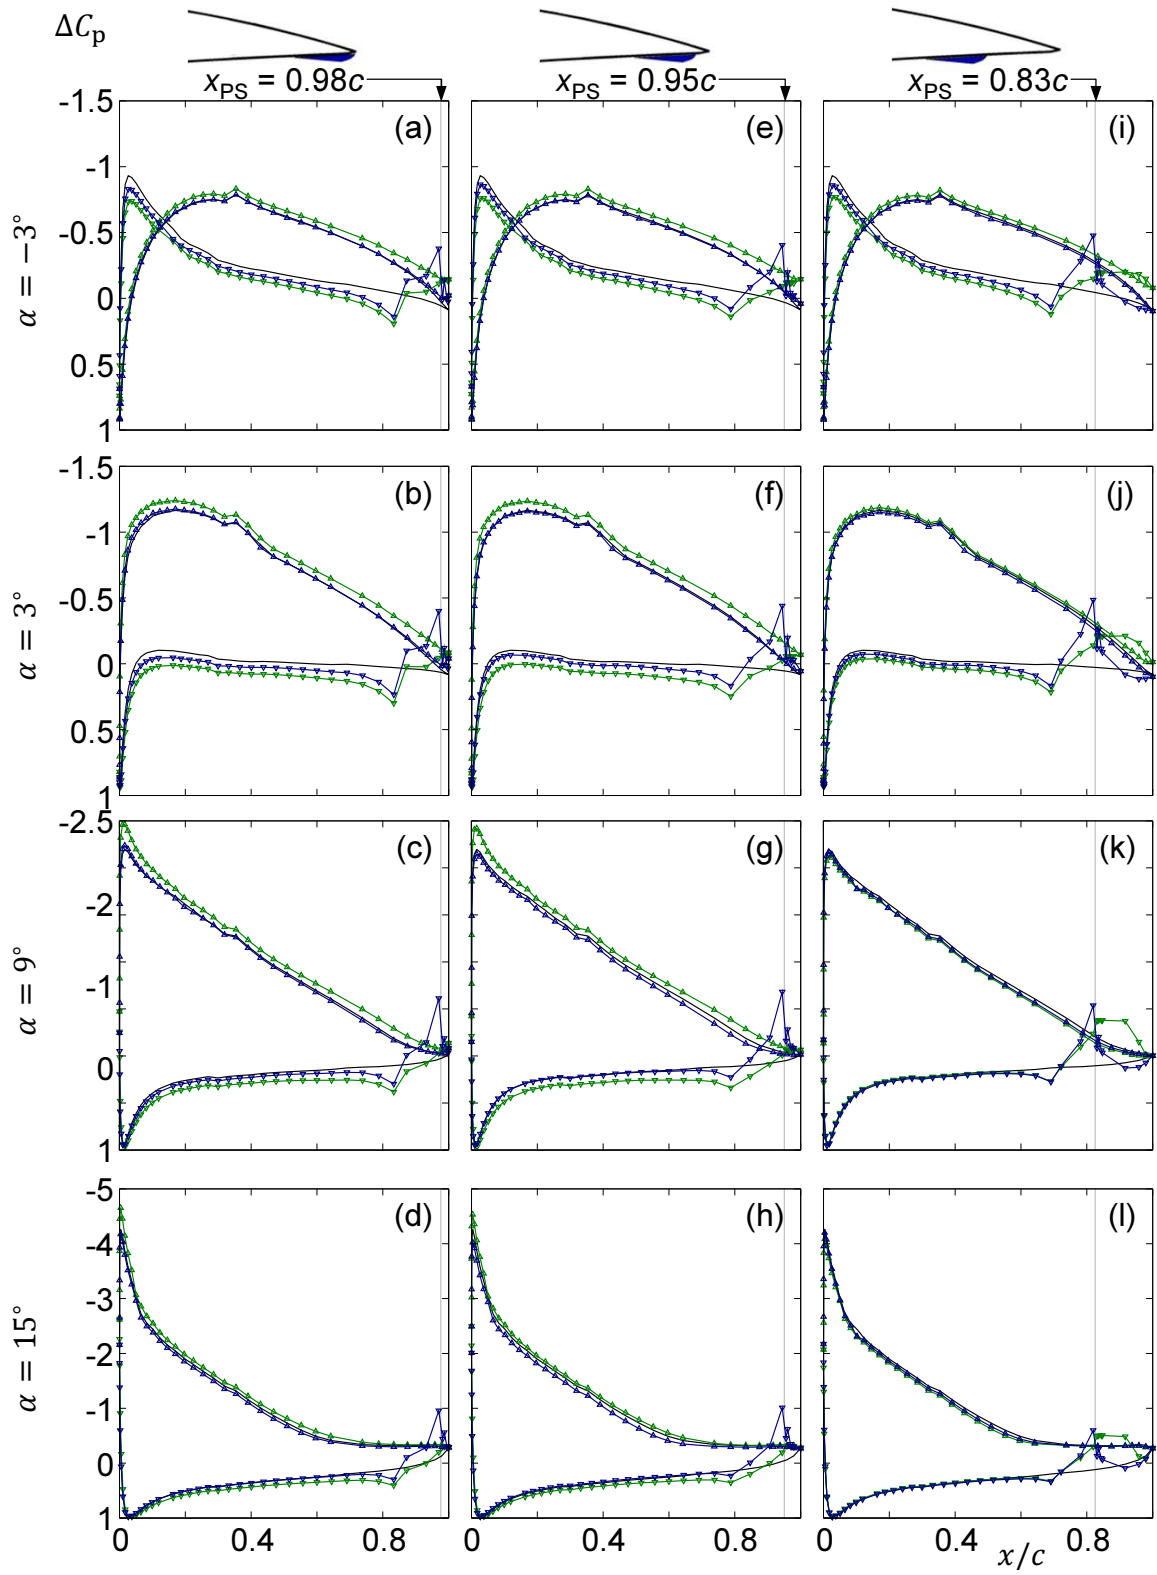 ΔCp
xPS = 0.98c
xPS = 0.95c
xPS = 0.83c
α = −3°
-1.5
-1
-0.5
0
0.5
1
(a)
(e)
(i)
α = 3°
-1.5
-1
-0.5
0
0.5
1
(b)
(f)
(j)
α = 9°
-2.5
-2
-1
0
1
(c)
(g)
(k)
α = 15°
-5
-4
-3
-2
-1
0
1
(d)
(h)
(l)
0 0.4 0.8 0 0.4 0.8 0 0.4 0.8
x/c